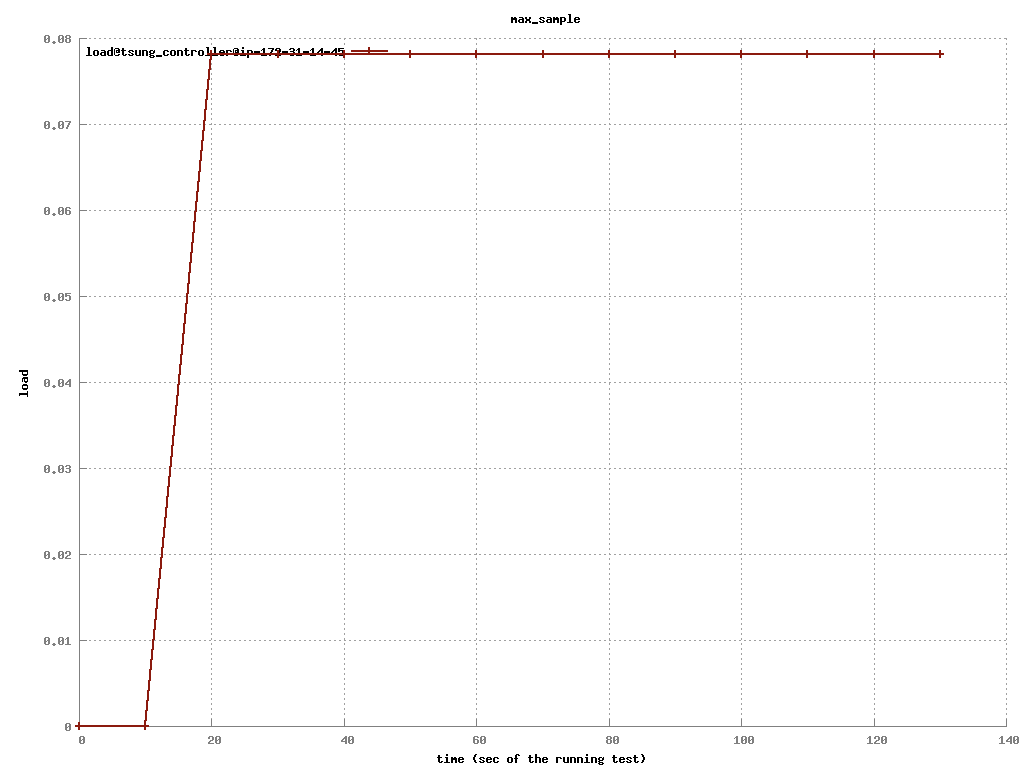 max_sample
load@tsung_controller@ip-172-31-14-45
0.08
0.07
0.06
0.05
0.04
0.03
0.02
0.01
0
load
0 20 40 60 80 100 120 140
time (sec of the running test)